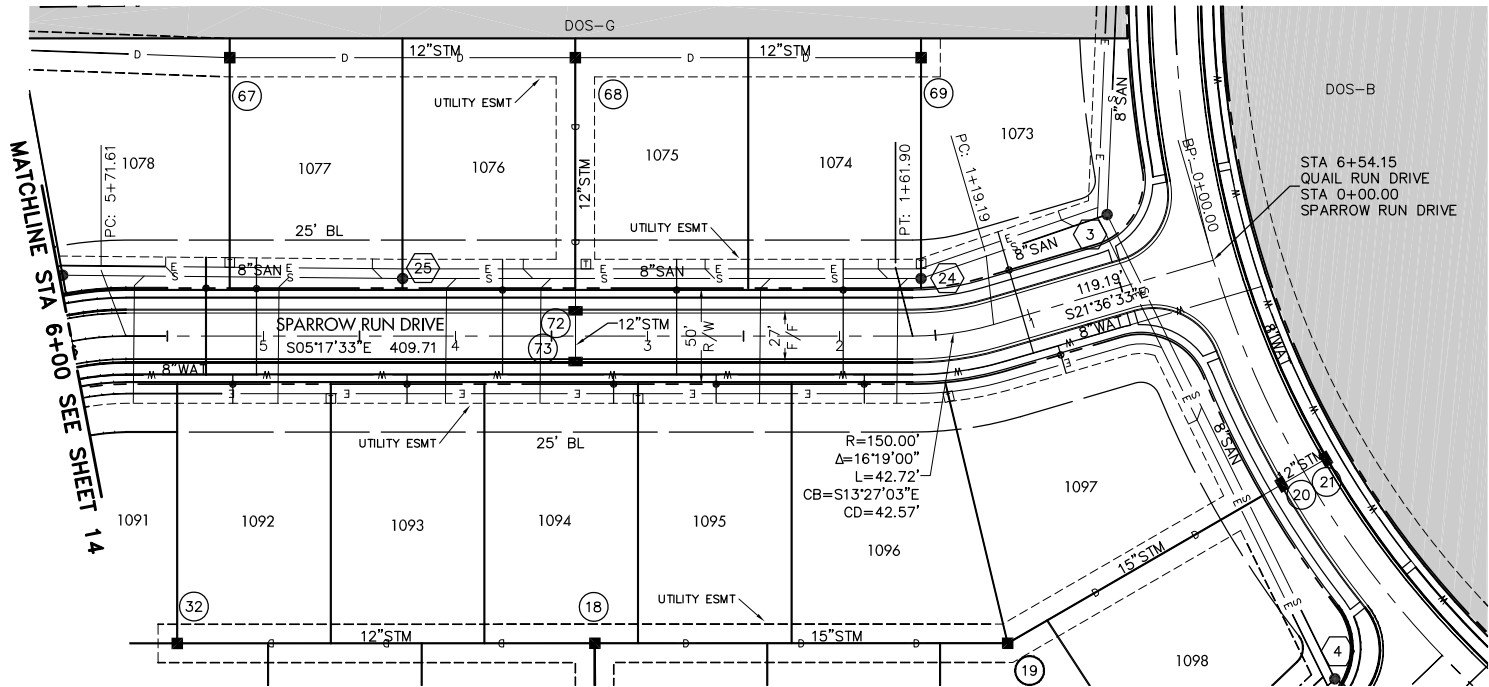 DOS-G
12"STM
12"STM
D
D
D
D
D
67
68
69
UTILITY ESMT
8"SAN
DOS-B
1078
1077
1076
1075
1074
1073
12"STM
PC: 5+71.61
PT: 1+61.90
PC: 1+19.19
BP: 0+00.00
STA 6+54.15
QUAIL RUN DRIVE
STA 0+00.00
SPARROW RUN DRIVE
MATCHLINE STA 6+00 SEE SHEET 14
25' BL
UTILITY ESMT
3
8"SAN
8"SAN
25
8"SAN
24
119.19'
S21°36'33"E
SPARROW RUN DRIVE
S05°17'33"E 409.71
5
4
3
2
1
72
73
12"STM
50'
R/W
27'
F/F
8"WAT
8"WAT
8"WAT
UTILITY ESMT
25' BL
R=150.00'
Δ=16°19'00"
L=42.72'
CB=S13°27'03"E
CD=42.57'
8"SAN
12"STM
20
21
1091
1092
1093
1094
1095
1096
1097
1098
15"STM
32
18
19
UTILITY ESMT
12"STM
15"STM
4